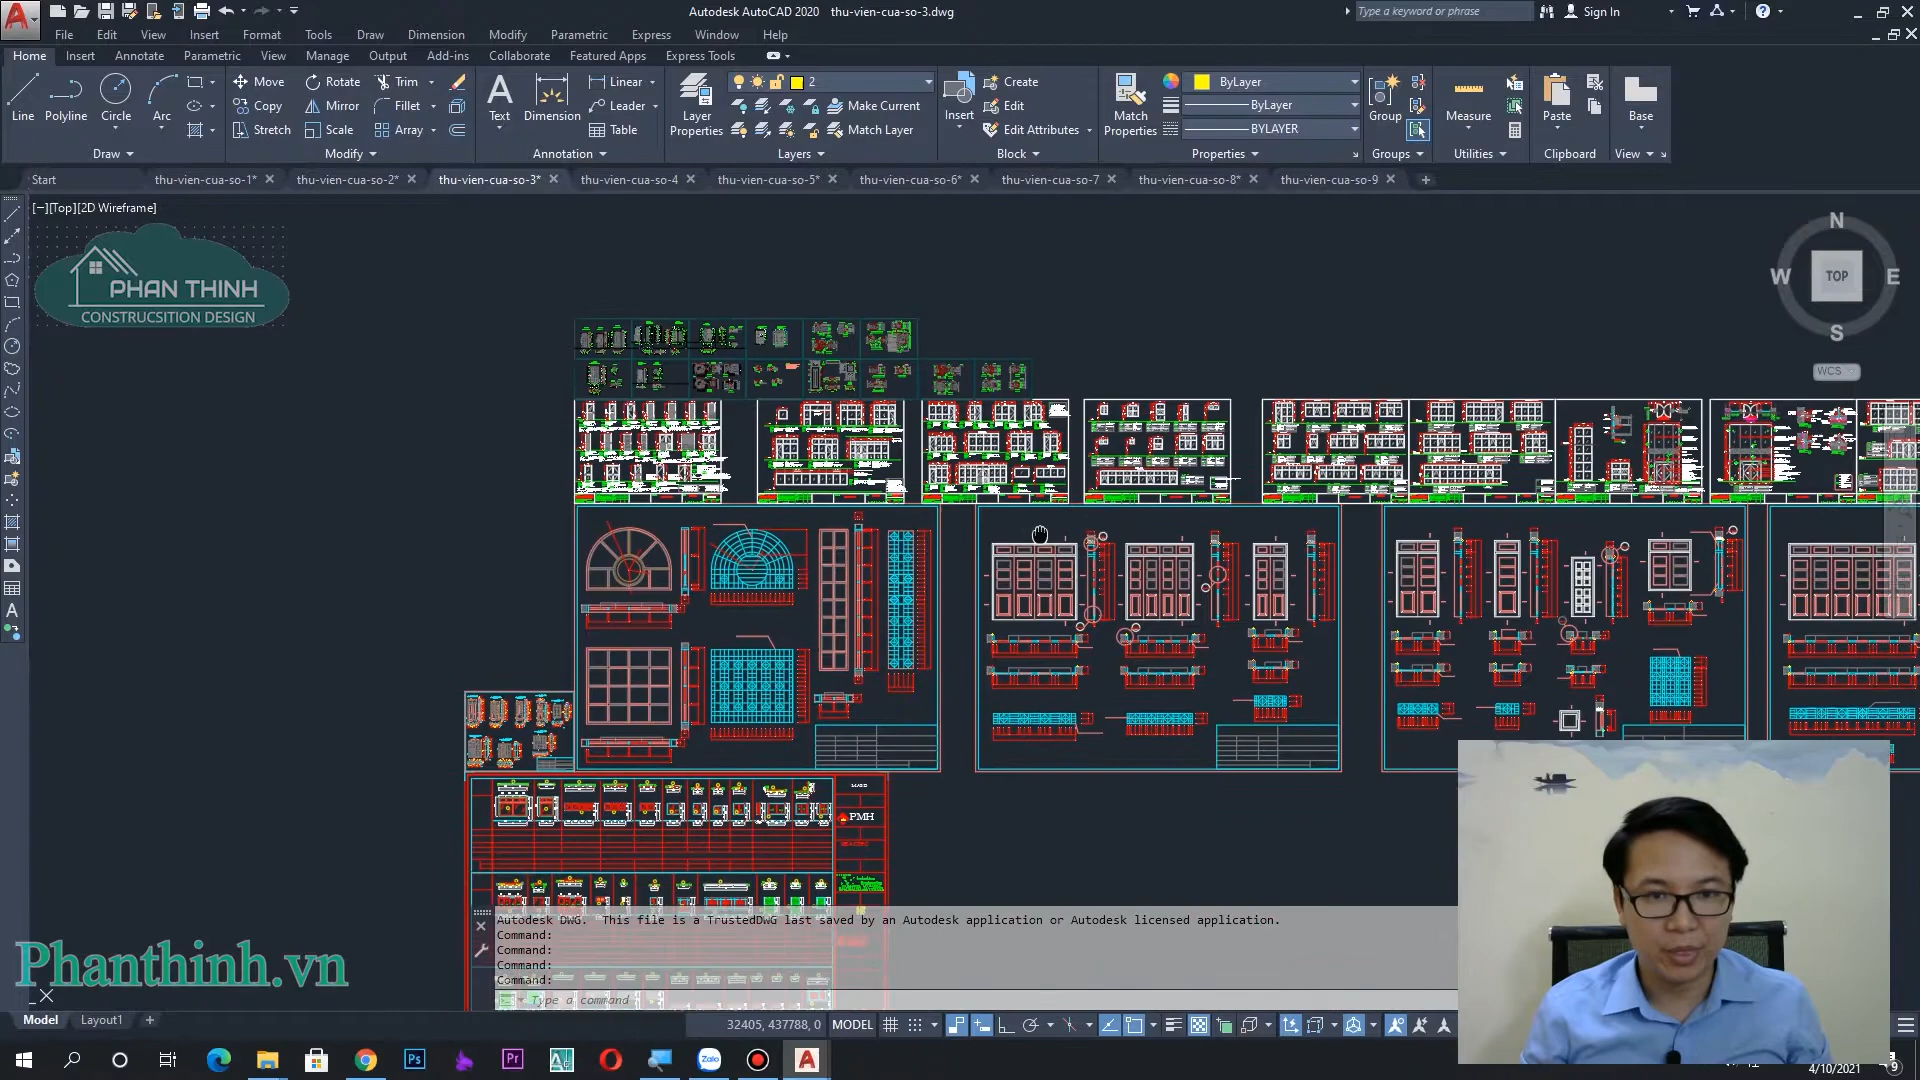 Autodesk AutoCAD 2020 thu-vien-cua-so-3.dwg
Type a keyword or phrase
Sign In
File Edit View Insert Format Tools Draw Dimension Modify Parametric Express Window Help
Home Insert Annotate Parametric View Manage Output Add-ins Collaborate Featured Apps Express Tools
Line Polyline Circle Arc
Move Rotate Trim
Copy Mirror Fillet
Stretch Scale Array
Text Dimension
Linear
Leader
Table
Layer Properties
2
Make Current
Match Layer
Insert
Create
Edit
Edit Attributes
Match Properties
ByLayer
ByLayer
BYLAYER
Group
Measure
Paste
Base
Draw Modify Annotation Layers Block Properties Groups Utilities Clipboard View
Start thu-vien-cua-so-1* thu-vien-cua-so-2* thu-vien-cua-so-3* thu-vien-cua-so-4 thu-vien-cua-so-5* thu-vien-cua-so-6* thu-vien-cua-so-7 thu-vien-cua-so-8* thu-vien-cua-so-9
[−][Top][2D Wireframe]
PHAN THINH
CONSTRUCSITION DESIGN
N
W TOP E
S
WCS
PMH
Autodesk DWG. This file is a TrustedDWG last saved by an Autodesk application or Autodesk licensed application.
Command:
Command:
Command:
Command:
Type a command
Phanthinh.vn
Model Layout1
32405, 437788, 0 MODEL
Zalo
4/10/2021
9